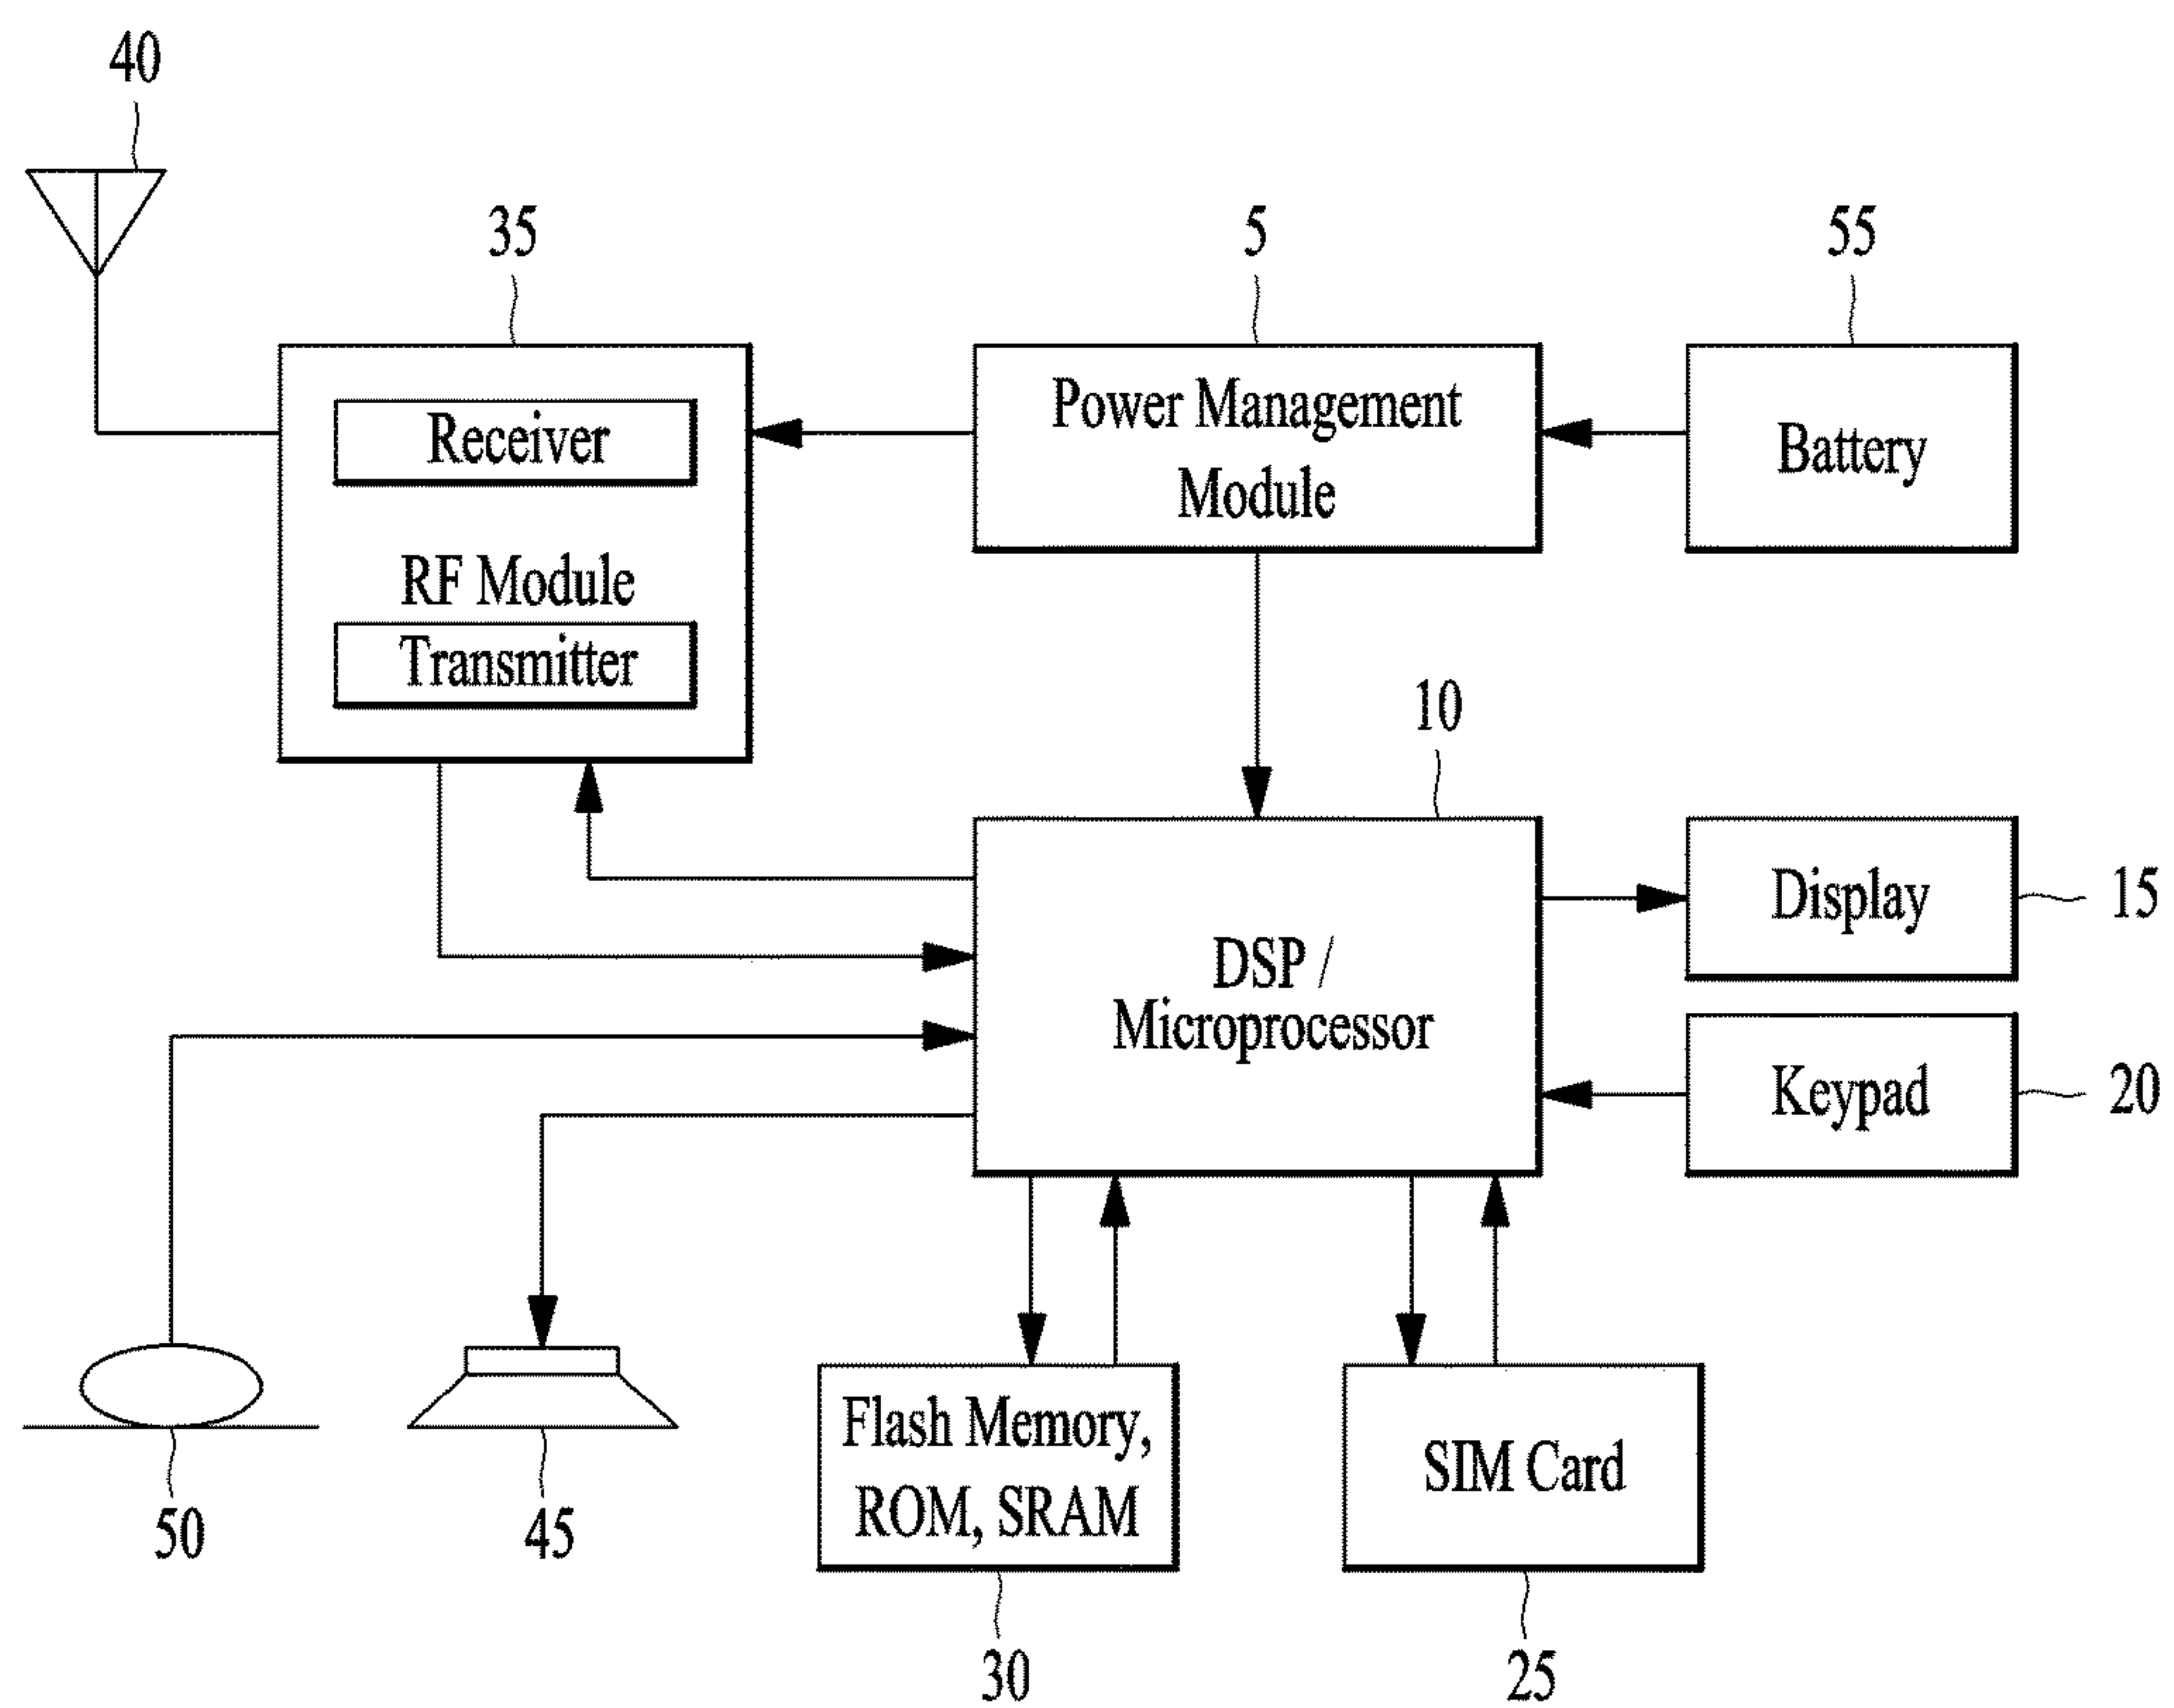 40
35
5
55
Receiver
RF Module
Transmitter
Power Management
Module
Battery
10
DSP /
Microprocessor
Display
15
Keypad
20
50
45
Flash Memory,
ROM, SRAM
30
SIM Card
25